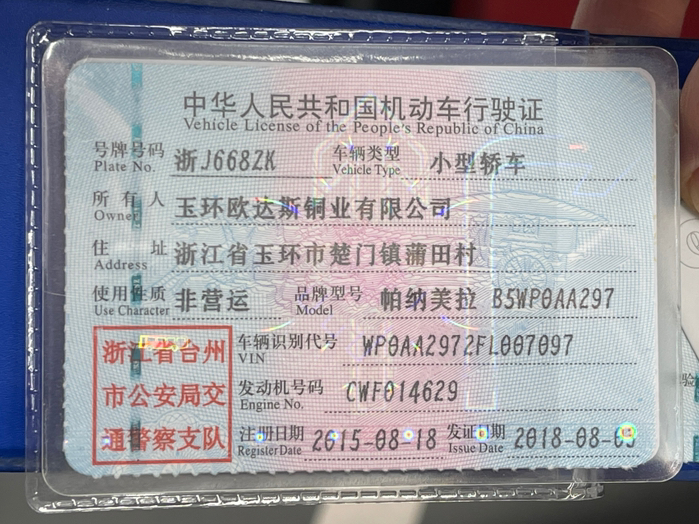 中华人民共和国机动车行驶证
Vehicle License of the People's Republic of China
号牌号码 浙J668ZK 车辆类型 小型轿车
Plate No. Vehicle Type
所有人 玉环欧达斯铜业有限公司
Owner
住址 浙江省玉环市楚门镇蒲田村
Address
使用性质 非营运 品牌型号 帕纳美拉 BSWP0AA297
Use Character Model
浙江省台州 车辆识别代号 WP0AA2972FL007097
VIN
市公安局交 发动机号码 CWF014629
Engine No.
通警察支队 注册日期 2015-08-18 发证日期
Register Date Issue Date
验